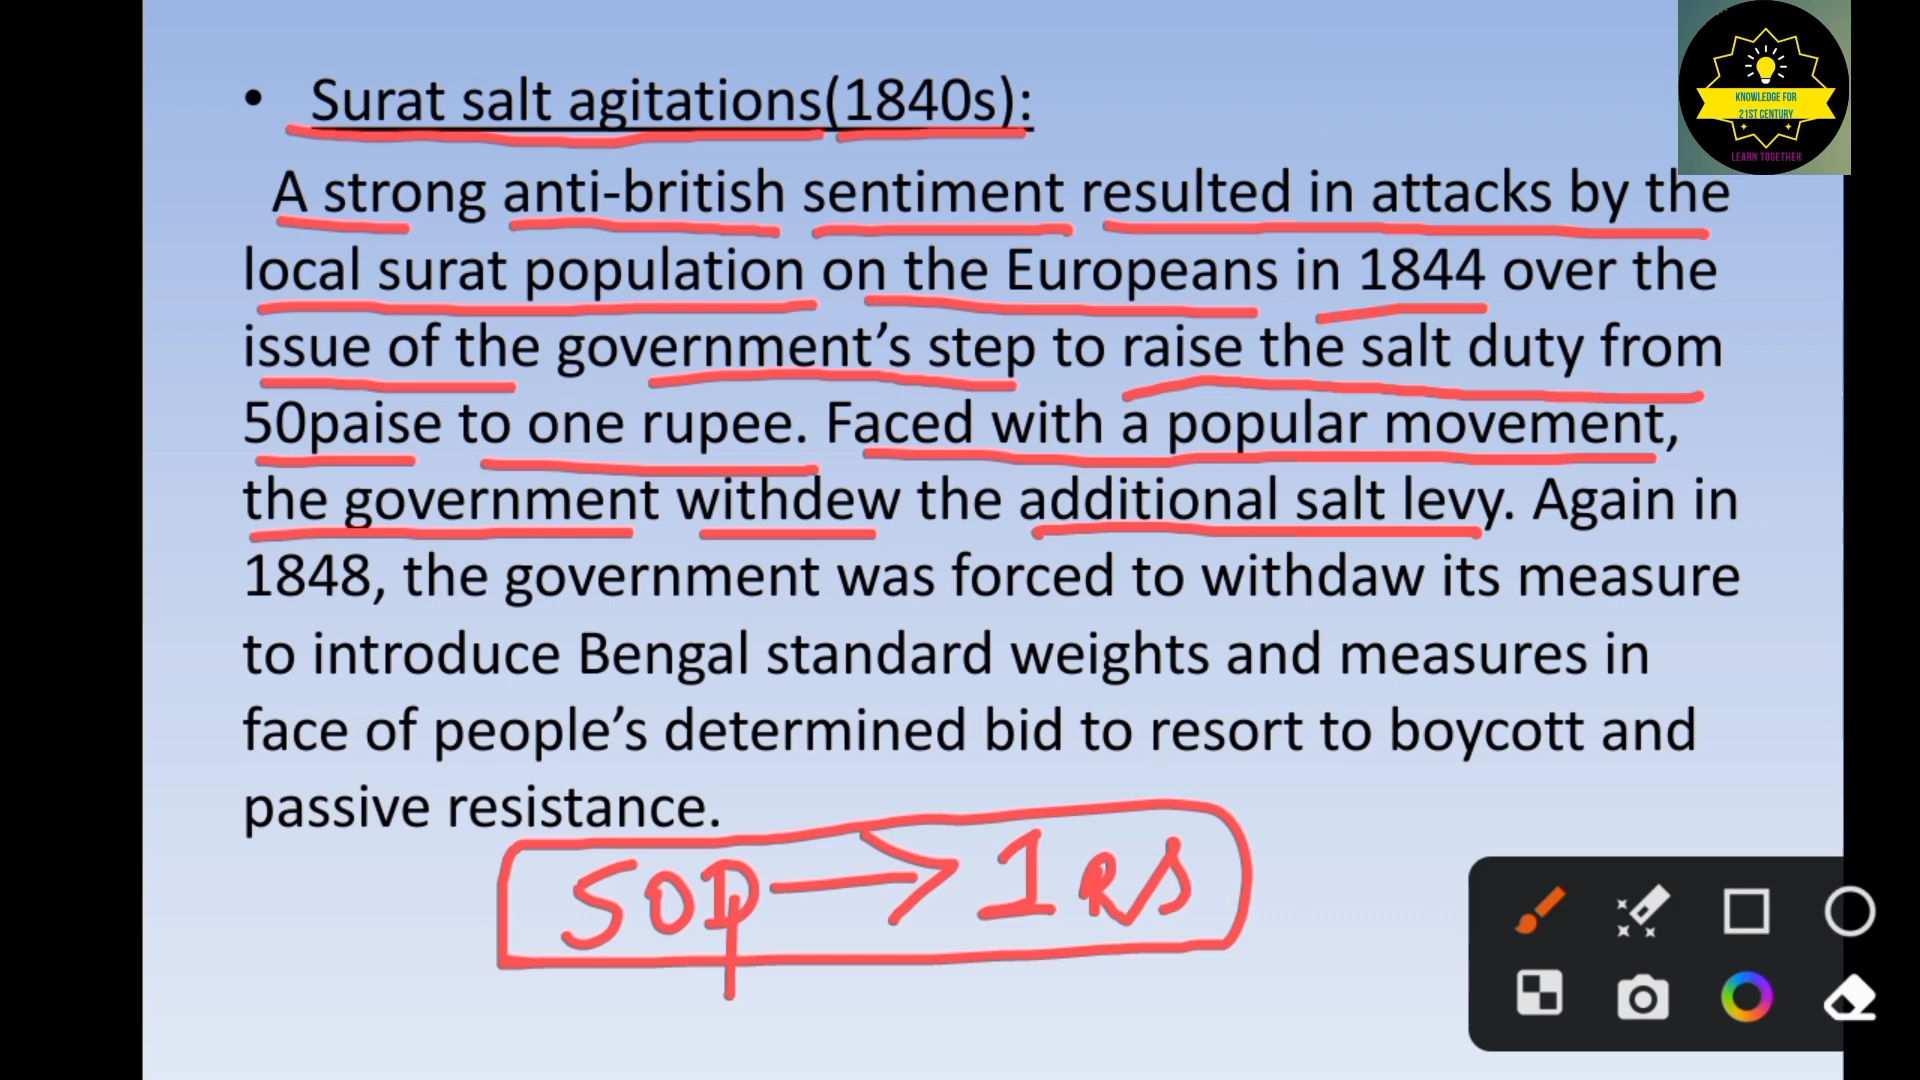 • Surat salt agitations(1840s):
A strong anti-british sentiment resulted in attacks by the
local surat population on the Europeans in 1844 over the
issue of the government’s step to raise the salt duty from
50paise to one rupee. Faced with a popular movement,
the government withdew the additional salt levy. Again in
1848, the government was forced to withdaw its measure
to introduce Bengal standard weights and measures in
face of people’s determined bid to resort to boycott and
passive resistance.
50p → 1 Rs
KNOWLEDGE FOR
21ST CENTURY
LEARN TOGETHER